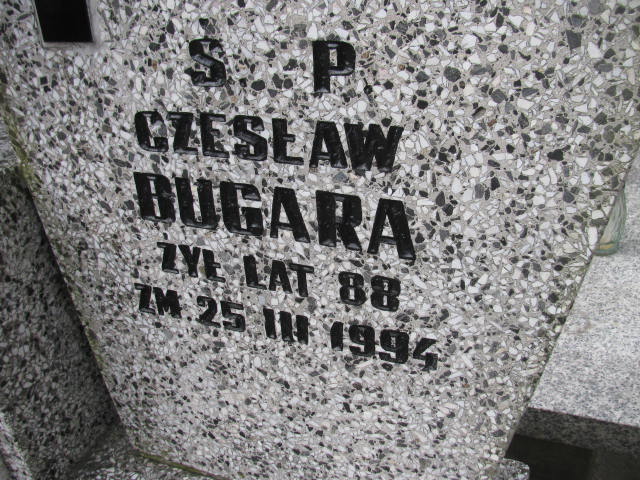 Ś P.
CZESŁAW
BUGARA
ŻYŁ LAT 88
ZM 25 III 1994